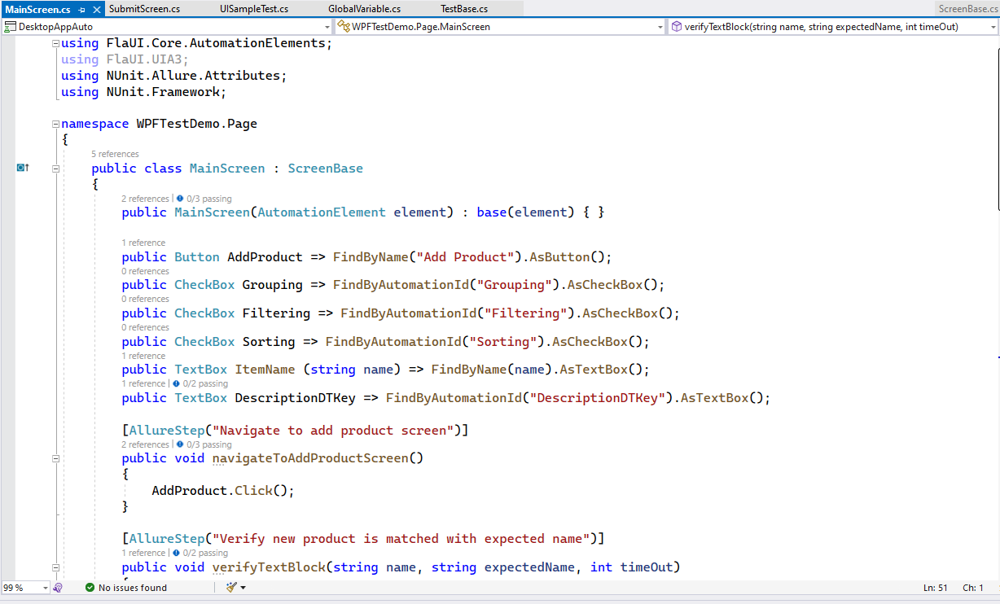 MainScreen.cs SubmitScreen.cs UISampleTest.cs GlobalVariable.cs TestBase.cs ScreenBase.cs
DesktopAppAuto WPFTestDemo.Page.MainScreen verifyTextBlock(string name, string expectedName, int timeOut)
using FlaUI.Core.AutomationElements;
using FlaUI.UIA3;
using NUnit.Allure.Attributes;
using NUnit.Framework;
namespace WPFTestDemo.Page
{
5 references
public class MainScreen : ScreenBase
{
2 references | 0/3 passing
public MainScreen(AutomationElement element) : base(element) { }
1 reference
public Button AddProduct => FindByName("Add Product").AsButton();
0 references
public CheckBox Grouping => FindByAutomationId("Grouping").AsCheckBox();
0 references
public CheckBox Filtering => FindByAutomationId("Filtering").AsCheckBox();
0 references
public CheckBox Sorting => FindByAutomationId("Sorting").AsCheckBox();
1 reference
public TextBox ItemName (string name) => FindByName(name).AsTextBox();
1 reference | 0/2 passing
public TextBox DescriptionDTKey => FindByAutomationId("DescriptionDTKey").AsTextBox();
[AllureStep("Navigate to add product screen")]
2 references | 0/3 passing
public void navigateToAddProductScreen()
{
AddProduct.Click();
}
[AllureStep("Verify new product is matched with expected name")]
1 reference | 0/2 passing
public void verifyTextBlock(string name, string expectedName, int timeOut)
{
99 % No issues found Ln: 51 Ch: 1